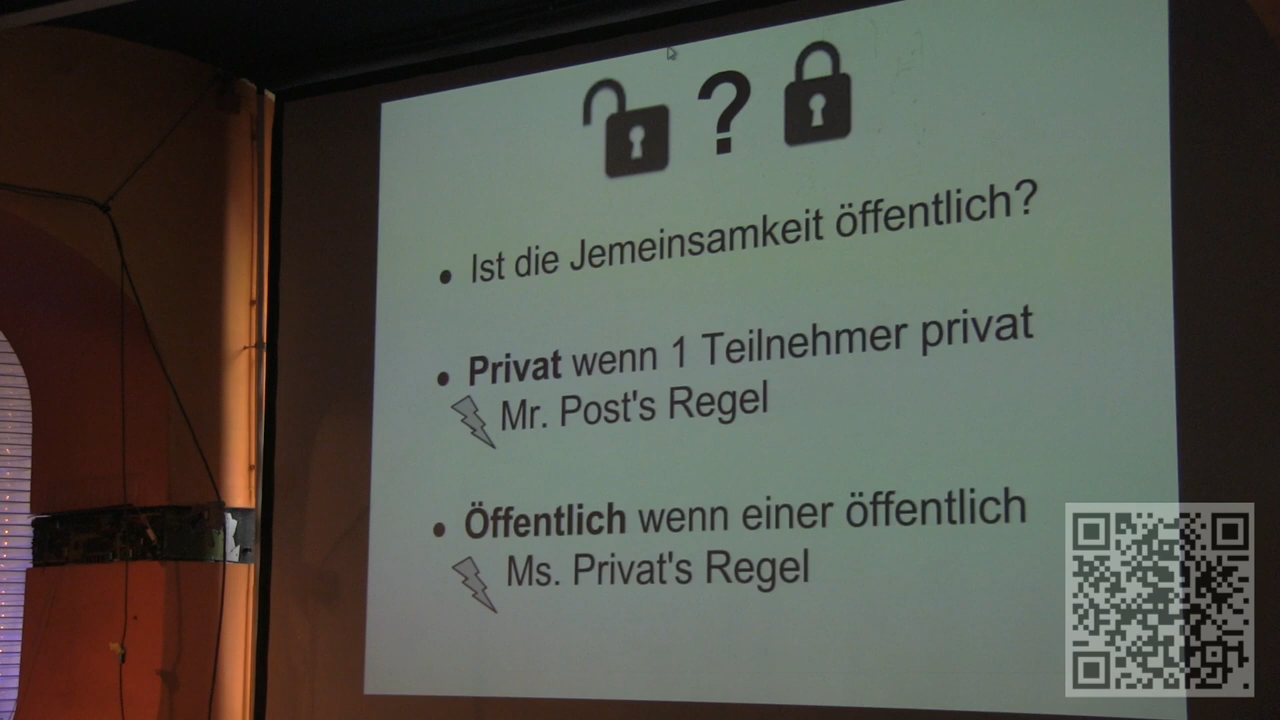 ?
• Ist die Jemeinsamkeit öffentlich?
• Privat wenn 1 Teilnehmer privat
Mr. Post's Regel
• Öffentlich wenn einer öffentlich
Ms. Privat's Regel